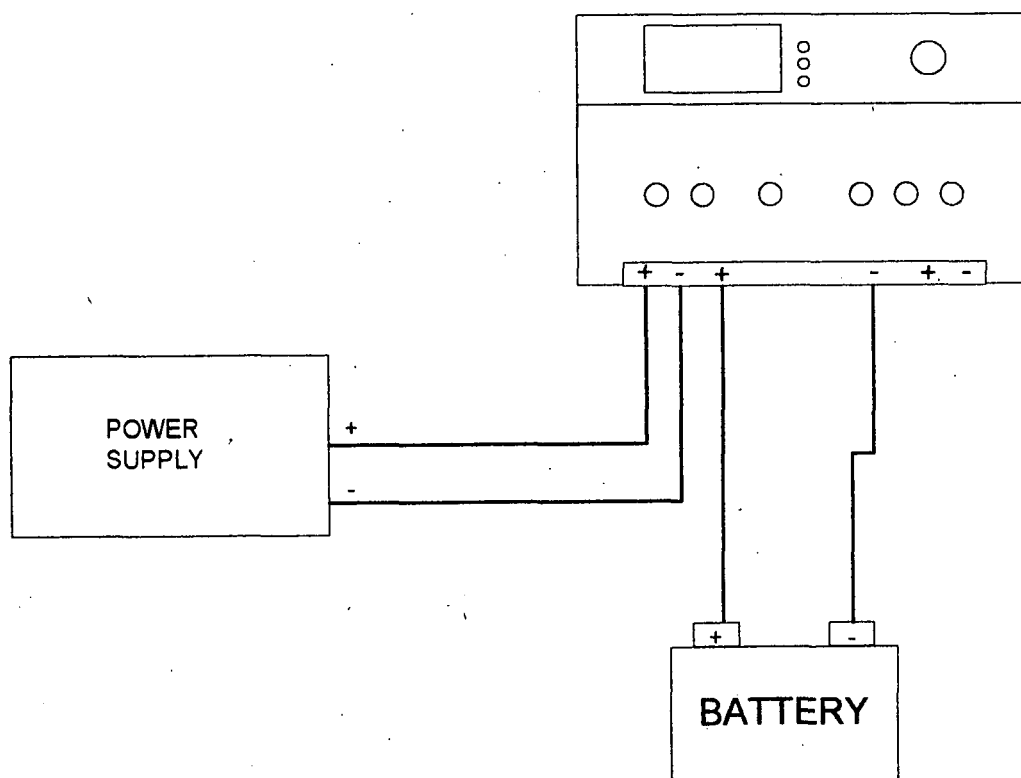 + - + - + -
POWER
SUPPLY
+
-
+ -
BATTERY